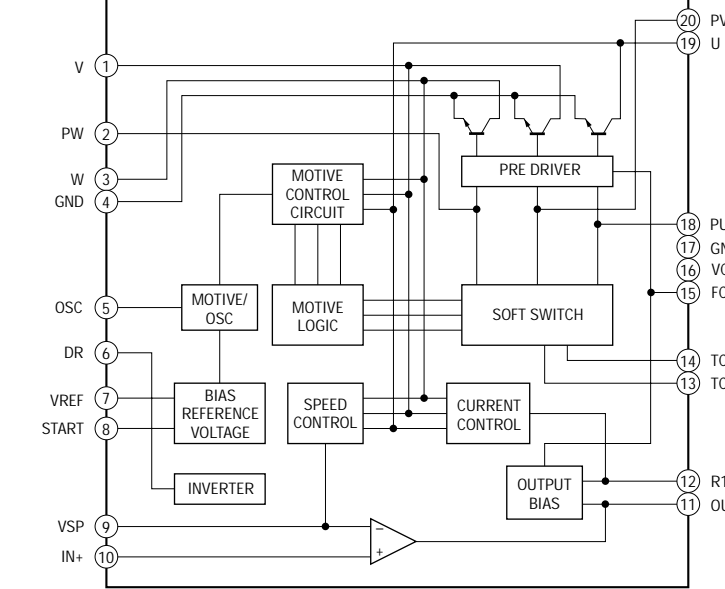 20 PV
19 U
V 1
PW 2
W 3
GND 4
PRE DRIVER
MOTIVE
CONTROL
CIRCUIT
18 PU
17
16
15
MOTIVE/
OSC
MOTIVE
LOGIC
SOFT SWITCH
OSC 5
DR 6
14
13
VREF 7
START 8
BIAS
REFERENCE
VOLTAGE
SPEED
CONTROL
CURRENT
CONTROL
INVERTER
OUTPUT
BIAS
12
11
VSP 9
IN+ 10
−
+